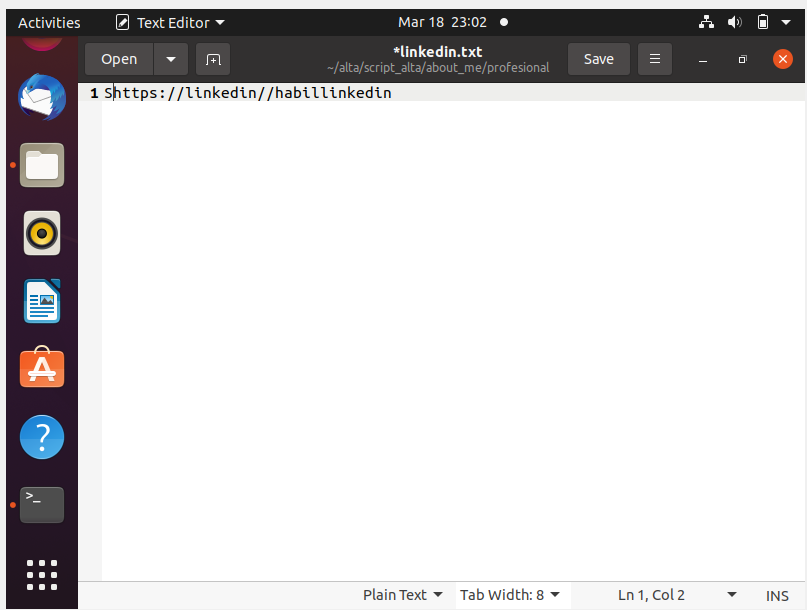 Activities Text Editor Mar 18 23:02
Open *linkedin.txt Save
~/alta/script_alta/about_me/profesional
1 Shttps://linkedin//habillinkedin
>_
Plain Text Tab Width: 8 Ln 1, Col 2 INS